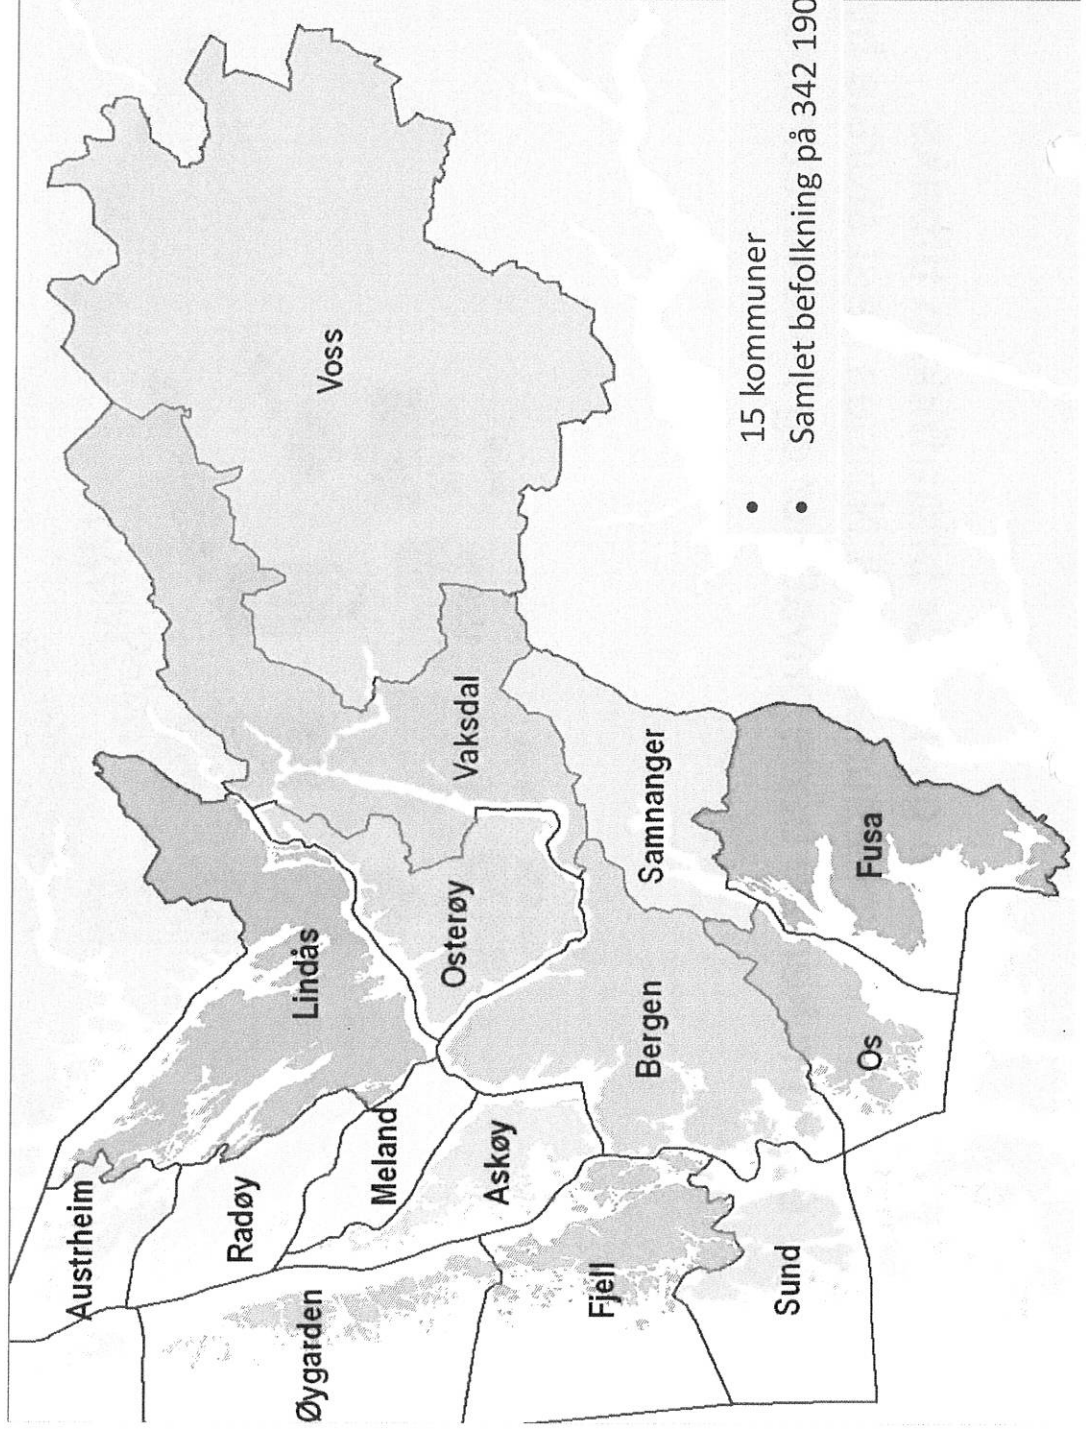 Austrheim
Lindås
Radøy
Meland
Øygarden
Askøy
Osterøy
Vaksdal
Voss
Fjell
Bergen
Samnanger
Sund
Os
Fusa
• 15 kommuner
• Samlet befolkning på 342 190